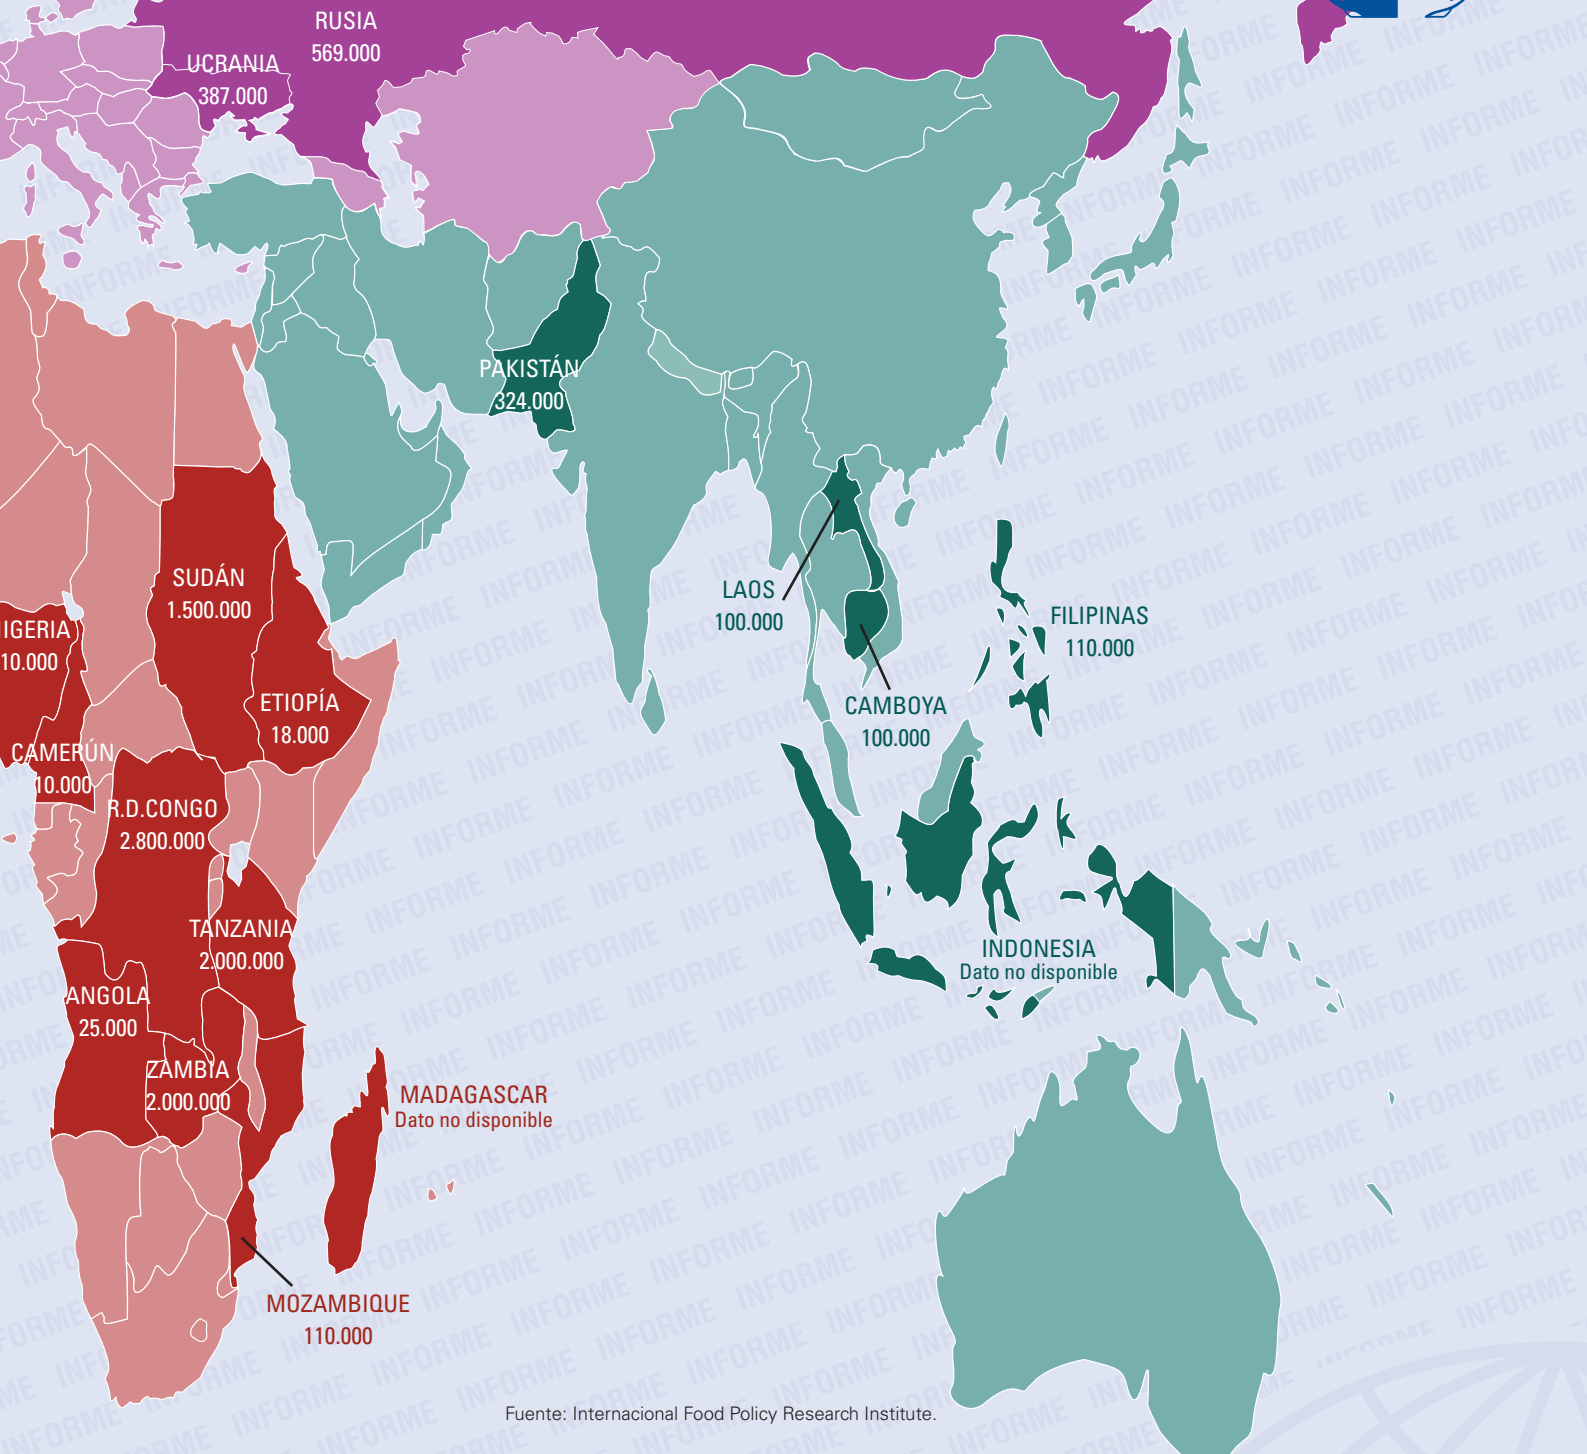 RUSIA
569.000
UCRANIA
387.000
PAKISTÁN
324.000
SUDÁN
1.500.000
LAOS
100.000
FILIPINAS
110.000
NIGERIA
10.000
ETIOPÍA
18.000
CAMBOYA
100.000
CAMERÚN
10.000
R.D.CONGO
2.800.000
TANZANIA
2.000.000
INDONESIA
Dato no disponible
ANGOLA
25.000
ZAMBIA
2.000.000
MADAGASCAR
Dato no disponible
MOZAMBIQUE
110.000
Fuente: Internacional Food Policy Research Institute.
INFORME